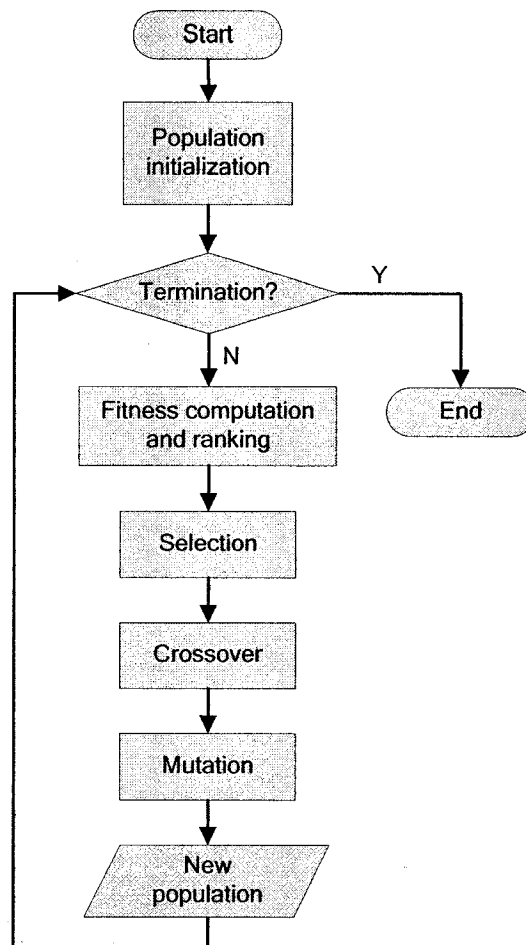 Start
Population
initialization
Termination?
Y
N
Fitness computation
and ranking
End
Selection
Crossover
Mutation
New
population